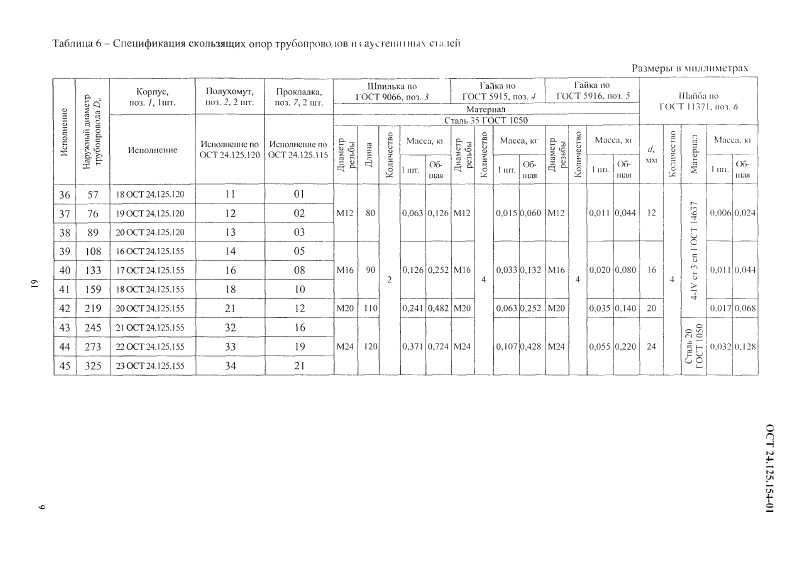 Таблица 6 – Спецификация скользящих опор трубопроводов из аустенитных сталей
Размеры в миллиметрах
Исполнение
Наружный диаметр трубопровода Dₐ
Корпус, поз. 1, 1шт.
Полухомут, поз. 2, 2 шт.
Прокладка, поз. 7, 2 шт.
Шпилька по ГОСТ 9066, поз. 3
Гайка по ГОСТ 5915, поз. 4
Гайка по ГОСТ 5916, поз. 5
Шайба по ГОСТ 11371, поз. 6
Материал
Сталь 35 ГОСТ 1050
Исполнение
Исполнение по ОСТ 24.125.120
Исполнение по ОСТ 24.125.115
Диаметр резьбы
Длина
Количество
Масса, кг
1 шт.
Общая
Диаметр резьбы
Количество
Масса, кг
1 шт.
Общая
Диаметр резьбы
Количество
Масса, кг
1 шт.
Общая
d, мм
Количество
Материал
Масса, кг
1 шт.
Общая
36 57 18 ОСТ 24.125.120 11 01
37 76 19 ОСТ 24.125.120 12 02 М12 80 0,063 0,126 М12 0,015 0,060 М12 0,011 0,044 12 0,006 0,024
38 89 20 ОСТ 24.125.120 13 03
39 108 16 ОСТ 24.125.155 14 05
40 133 17 ОСТ 24.125.155 16 08 М16 90 2 0,126 0,252 М16 4 0,033 0,132 М16 4 0,020 0,080 16 4 4-IV ст 3 сп ГОСТ 14637 0,011 0,044
41 159 18 ОСТ 24.125.155 18 10
42 219 20 ОСТ 24.125.155 21 12 М20 110 0,241 0,482 М20 0,063 0,252 М20 0,035 0,140 20 0,017 0,068
43 245 21 ОСТ 24.125.155 32 16
44 273 22 ОСТ 24.125.155 33 19 М24 120 0,371 0,724 М24 0,107 0,428 М24 0,055 0,220 24 Сталь 20 ГОСТ 1050 0,032 0,128
45 325 23 ОСТ 24.125.155 34 21
61
ОСТ 24.125.154-01
9